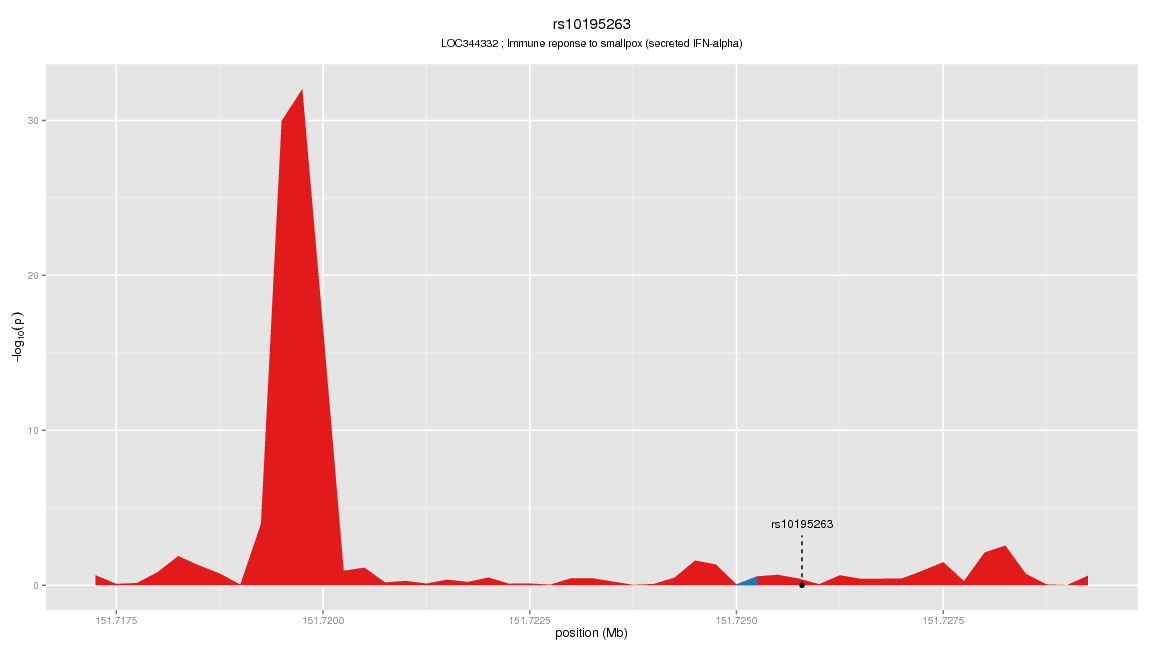 rs10195263
LOC344332 ; Immune reponse to smallpox (secreted IFN-alpha)
30
20
10
0
−log10(p)
rs10195263
151.7175
151.7200
151.7225
151.7250
151.7275
position (Mb)